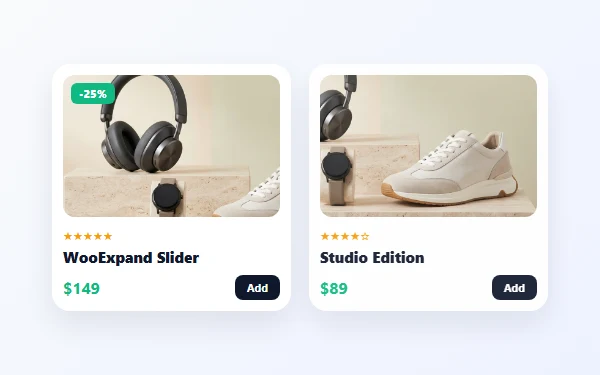 -25%
★★★★★
WooExpand Slider
$149
Add
★★★★☆
Studio Edition
$89
Add